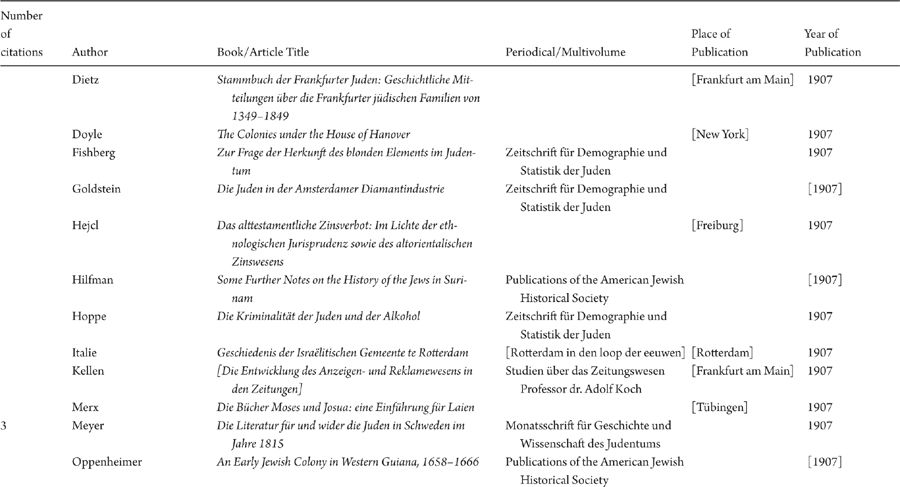 Number
of
citations Author Book/Article Title Periodical/Multivolume Place of Publication Year of Publication
Dietz Stammbuch der Frankfurter Juden: Geschichtliche Mit- [Frankfurt am Main] 1907
teilungen über die Frankfurter jüdischen Familien von
1349–1849
Doyle The Colonies under the House of Hanover [New York] 1907
Fishberg Zur Frage der Herkunft des blonden Elements im Juden- Zeitschrift für Demographie und 1907
tum Statistik der Juden
Goldstein Die Juden in der Amsterdamer Diamantindustrie Zeitschrift für Demographie und [1907]
Statistik der Juden
Hejcl Das alttestamentliche Zinsverbot: Im Lichte der eth- [Freiburg] 1907
nologischen Jurisprudenz sowie des altorientalischen
Zinswesens
Hilfman Some Further Notes on the History of the Jews in Suri- Publications of the American Jewish [1907]
nam Historical Society
Hoppe Die Kriminalität der Juden und der Alkohol Zeitschrift für Demographie und 1907
Statistik der Juden
Italie Geschiedenis der Israëlitischen Gemeente te Rotterdam [Rotterdam in den loop der eeuwen] [Rotterdam] 1907
Kellen [Die Entwicklung des Anzeigen- und Reklamewesens in Studien über das Zeitungswesen [Frankfurt am Main] 1907
den Zeitungen] Professor dr. Adolf Koch
Merx Die Bücher Moses und Josua: eine Einführung für Laien [Tübingen] 1907
3 Meyer Die Literatur für und wider die Juden in Schweden im Monatsschrift für Geschichte und 1907
Jahre 1815 Wissenschaft des Judentums
Oppenheimer An Early Jewish Colony in Western Guiana, 1658–1666 Publications of the American Jewish [1907]
Historical Society